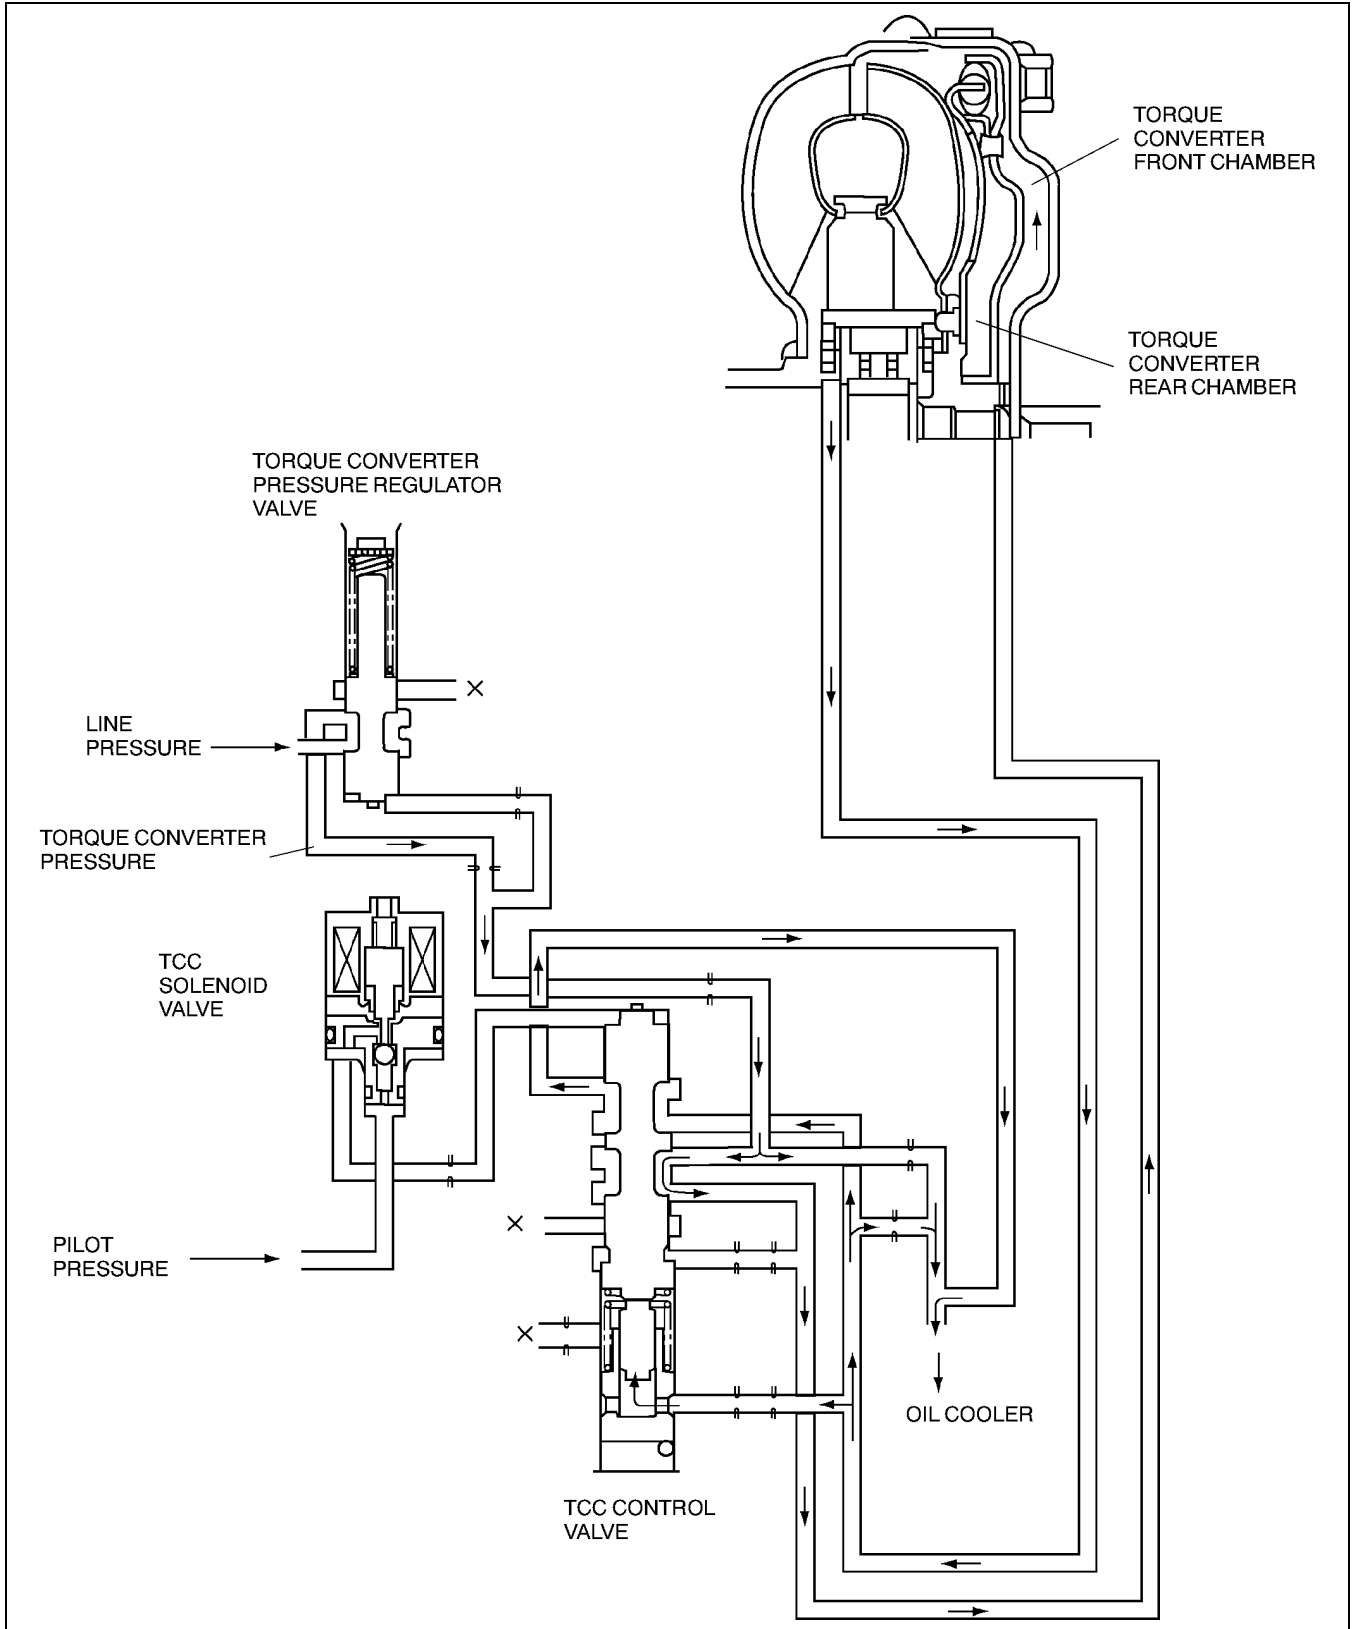 TORQUE
CONVERTER
FRONT CHAMBER
TORQUE
CONVERTER
REAR CHAMBER
TORQUE CONVERTER
PRESSURE REGULATOR
VALVE
LINE
PRESSURE
TORQUE CONVERTER
PRESSURE
TCC
SOLENOID
VALVE
PILOT
PRESSURE
OIL COOLER
TCC CONTROL
VALVE